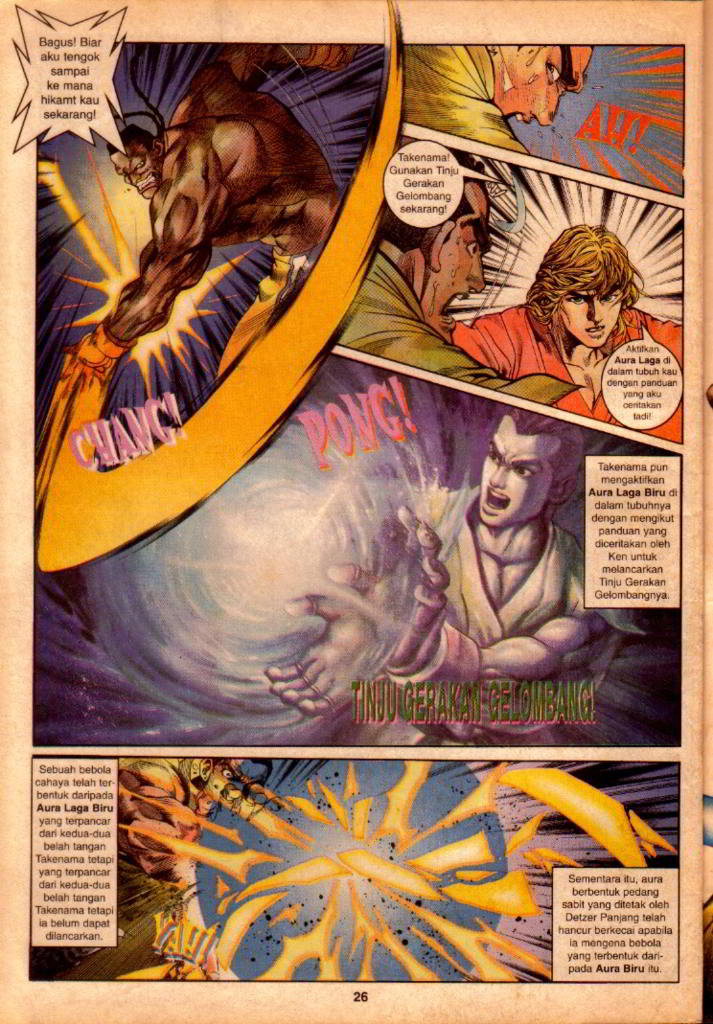 Bagus! Biar
aku tengok
sampai
ke mana
hikamt kau
sekarang!
AH!
Takenama!
Gunakan Tinju
Gerakan
Gelombang
sekarang!
Aktifkan
Aura Laga di
dalam tubuh kau
dengan panduan
yang aku
ceritakan
tadi!
CHANG!
PONG!
Takenama pun
mengaktifkan
Aura Laga Biru di
dalam tubuhnya
dengan mengikut
panduan yang
diceritakan oleh
Ken untuk
melancarkan
Tinju Gerakan
Gelombangnya.
TINJU GERAKAN GELOMBANG!
Sebuah bebola
cahaya telah ter-
bentuk daripada
Aura Laga Biru
yang terpancar
dari kedua-dua
belah tangan
Takenama tetapi
yang terpancar
dari kedua-dua
belah tangan
Takenama tetapi
ia belum dapat
dilancarkan.
YAH!
Sementara itu, aura
berbentuk pedang
sabit yang ditetak oleh
Detzer Panjang telah
hancur berkecai apabila
ia mengena bebola
yang terbentuk dari-
pada Aura Biru itu.
26